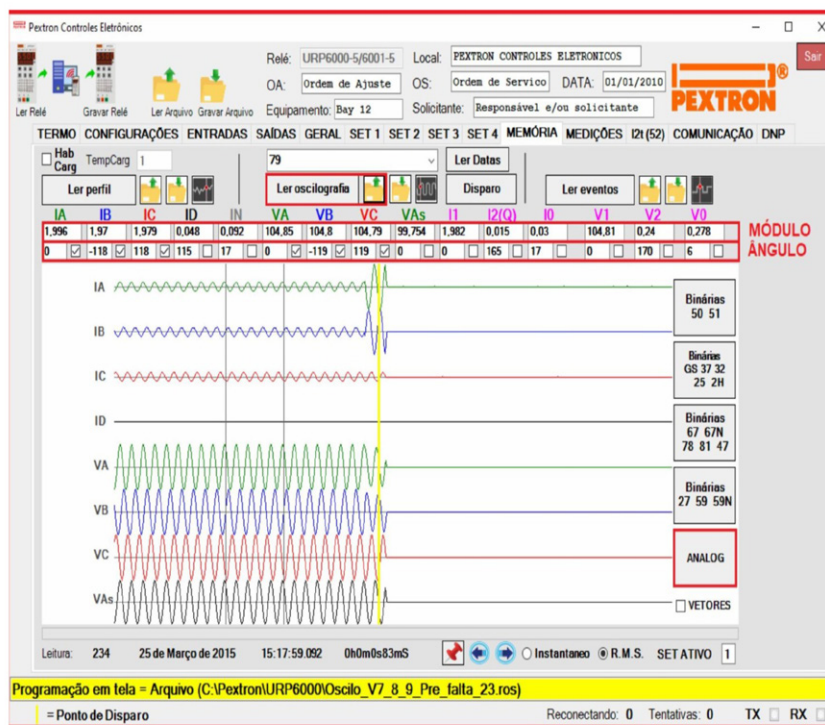 Pextron Controles Eletrônicos
Relé: URP6000-5/6001-5 Local: PEXTRON CONTROLES ELETRONICOS
Sair
OA: Ordem de Ajuste OS: Ordem de Servico DATA: 01/01/2010
Ler Relé Gravar Relé Ler Arquivo Gravar Arquivo Equipamento: Bay 12 Solicitante: Responsável e/ou solicitante
PEXTRON®
TERMO CONFIGURAÇÕES ENTRADAS SAÍDAS GERAL SET 1 SET 2 SET 3 SET 4 MEMÓRIA MEDIÇÕES I2t (52) COMUNICAÇÃO DNP
Hab Carg TempCarg 1 79 Ler Datas
Ler perfil Ler oscilografia Disparo Ler eventos
IA IB IC ID IN VA VB VC VAs I1 I2(Q) I0 V1 V2 V0
1,996 1,97 1,979 0,048 0,092 104,85 104,8 104,79 99,754 1,982 0,015 0,03 104,81 0,24 0,278 MÓDULO
0 -118 118 115 17 0 -119 119 0 0 165 17 0 170 6 ÂNGULO
IA
IB
IC
ID
VA
VB
VC
VAs
Binárias
50 51
Binárias
GS 37 32
25 2H
Binárias
67 67N
78 81 47
Binárias
27 59 59N
ANALOG
VETORES
Leitura: 234 25 de Março de 2015 15:17:59.092 0h0m0s83mS Instantaneo R.M.S. SET ATIVO 1
Programação em tela = Arquivo (C:\Pextron\URP6000\Oscilo_V7_8_9_Pre_falta_23.ros)
= Ponto de Disparo Reconectando: 0 Tentativas: 0 TX RX